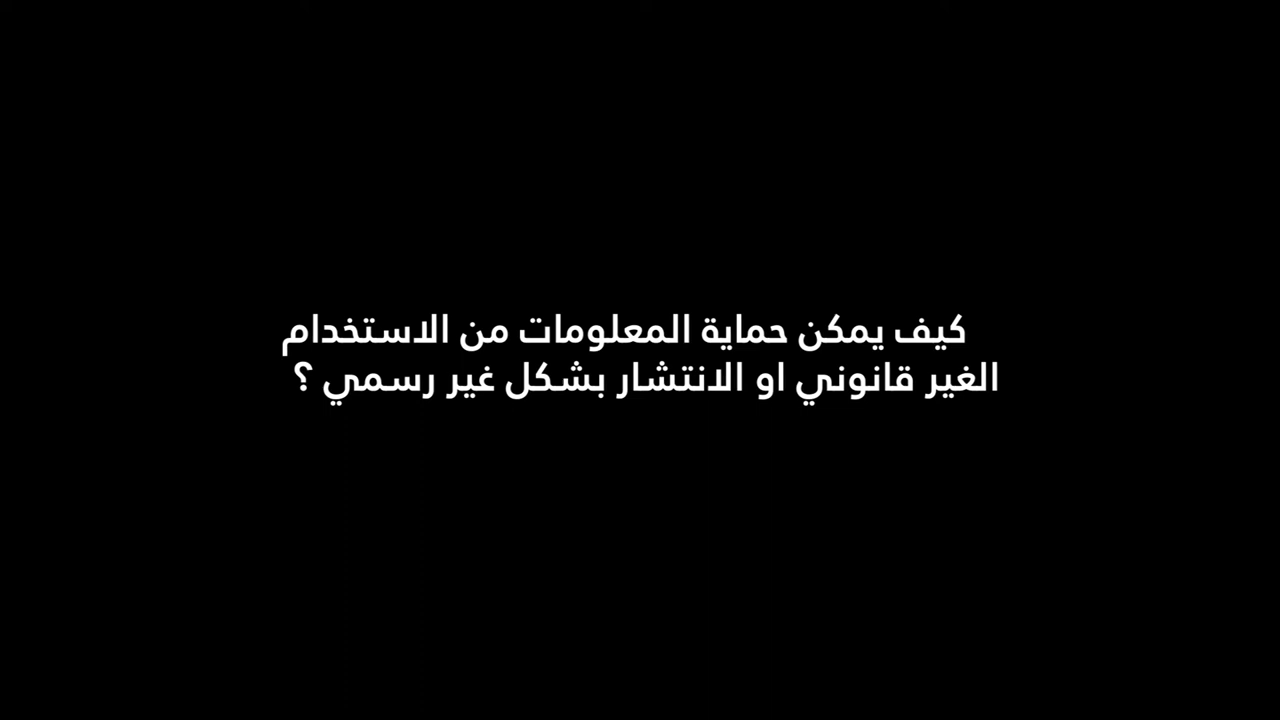 كيف يمكن حماية المعلومات من الاستخدام
الغير قانوني او الانتشار بشكل غير رسمي ؟